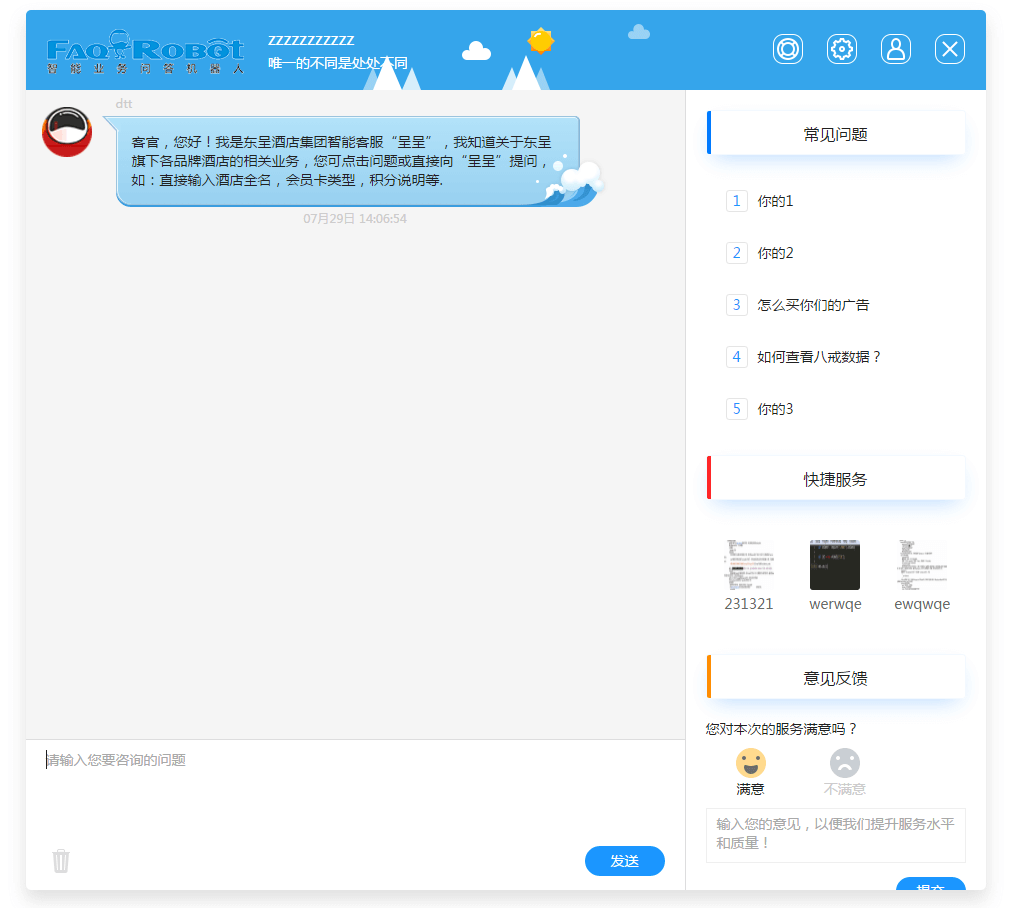 FAQ ROBOT
智能业务问答机器人
zzzzzzzzzzz
唯一的不同是处处不同
dtt
客官，您好！我是东呈酒店集团智能客服“呈呈”，我知道关于东呈
旗下各品牌酒店的相关业务，您可点击问题或直接向“呈呈”提问，
如：直接输入酒店全名，会员卡类型，积分说明等.
07月29日 14:06:54
请输入您要咨询的问题
发送
常见问题
1 你的1
2 你的2
3 怎么买你们的广告
4 如何查看八戒数据？
5 你的3
快捷服务
231321
werwqe
ewqwqe
意见反馈
您对本次的服务满意吗？
满意
不满意
输入您的意见，以便我们提升服务水平
和质量！
提交